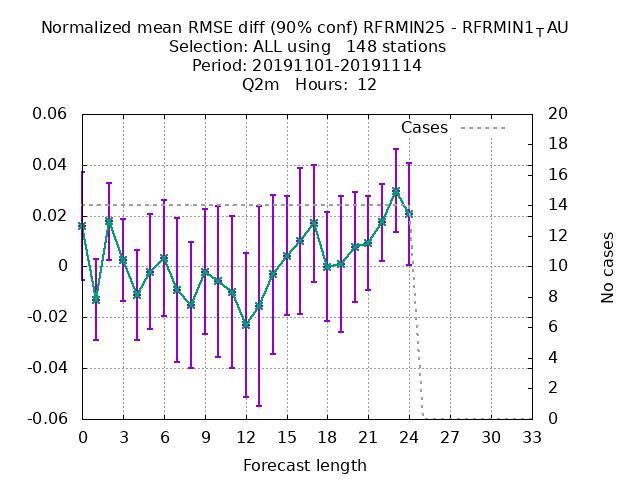 Normalized mean RMSE diff (90% conf) RFRMIN25 - RFRMIN1TAU
Selection: ALL using   148 stations
Period: 20191101-20191114
Q2m   Hours:  12
Cases
0.06
0.04
0.02
0
-0.02
-0.04
-0.06
20
18
16
14
12
10
8
6
4
2
0
No cases
0 3 6 9 12 15 18 21 24 27 30 33
Forecast length